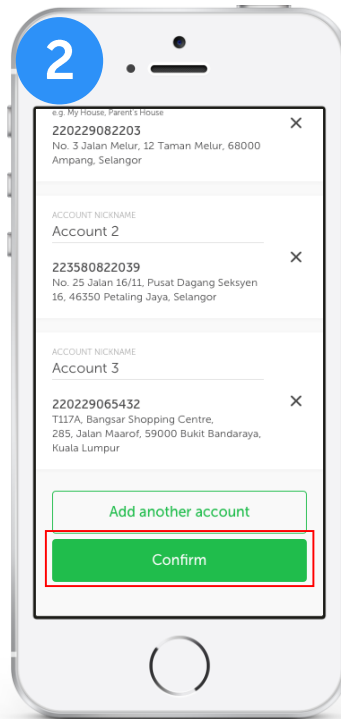 2
e.g. My House, Parent's House
220229082203
No. 3 Jalan Melur, 12 Taman Melur, 68000
Ampang, Selangor
ACCOUNT NICKNAME
Account 2
223580822039
No. 25 Jalan 16/11, Pusat Dagang Seksyen
16, 46350 Petaling Jaya, Selangor
ACCOUNT NICKNAME
Account 3
220229065432
T117A, Bangsar Shopping Centre,
285, Jalan Maarof, 59000 Bukit Bandaraya,
Kuala Lumpur
Add another account
Confirm